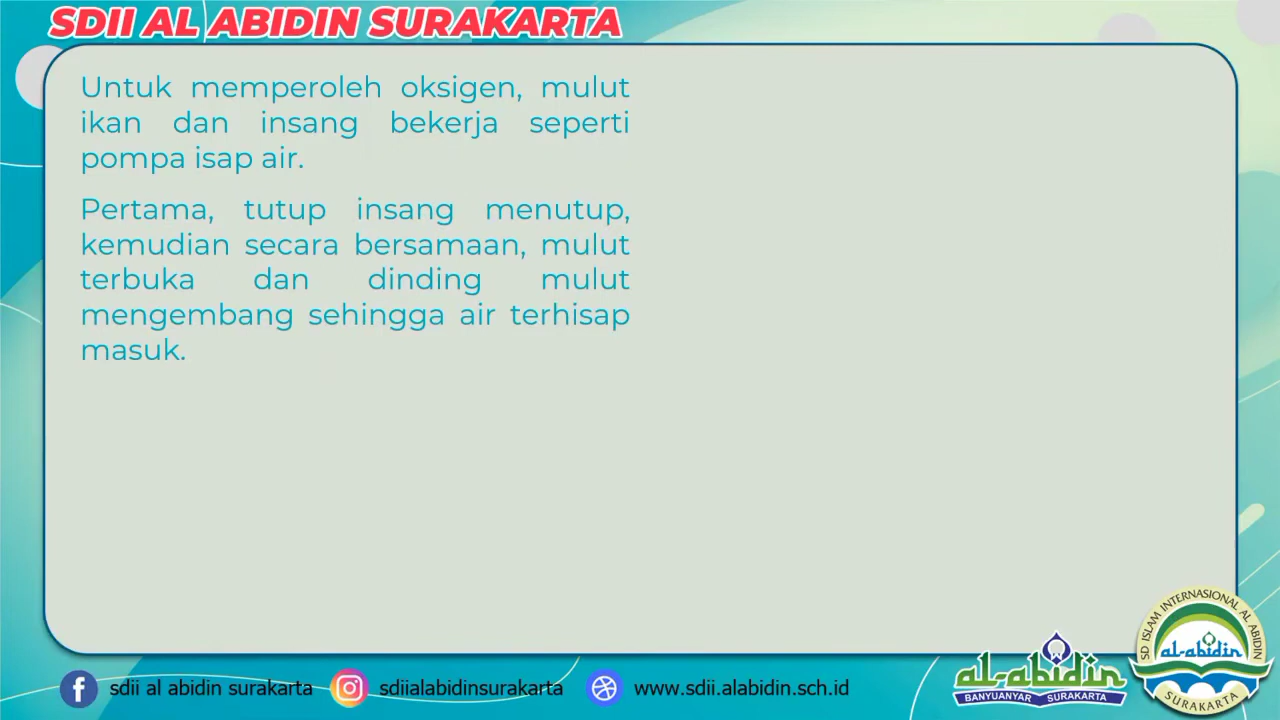 SDII AL ABIDIN SURAKARTA
Untuk memperoleh oksigen, mulut
ikan dan insang bekerja seperti
pompa isap air.
Pertama, tutup insang menutup,
kemudian secara bersamaan, mulut
terbuka dan dinding mulut
mengembang sehingga air terhisap
masuk.
sdii al abidin surakarta
sdiialabidinsurakarta
www.sdii.alabidin.sch.id
al-abidin
BANYUANYAR SURAKARTA
SD ISLAM INTERNASIONAL AL ABIDIN
al-abidin
SURAKARTA